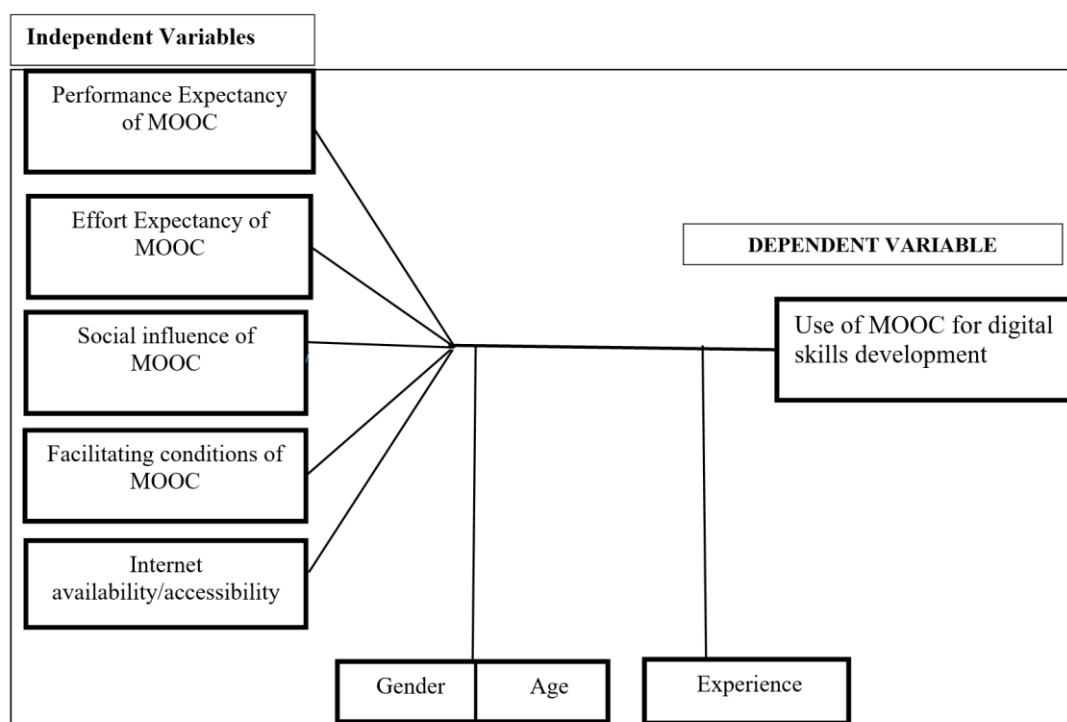 Independent Variables
Performance Expectancy
of MOOC
Effort Expectancy of
MOOC
Social influence of
MOOC
Facilitating conditions of
MOOC
Internet
availability/accessibility
DEPENDENT VARIABLE
Use of MOOC for digital
skills development
Gender
Age
Experience